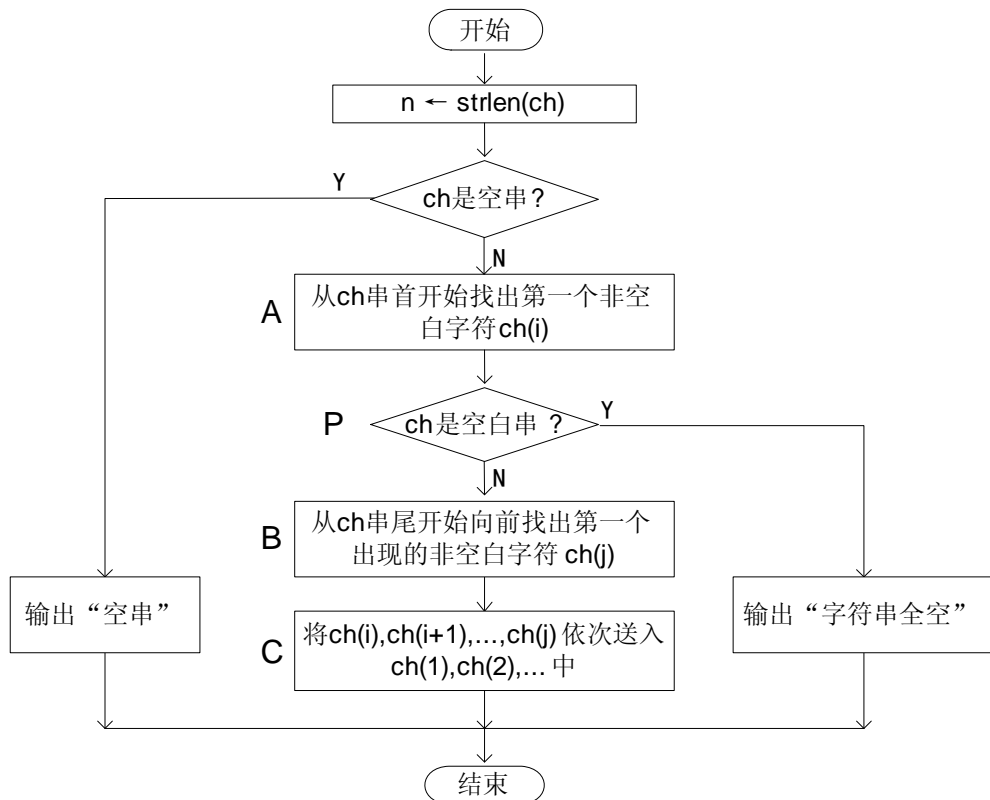 开始
n ← strlen(ch)
Y
ch是空串？
N
A
从ch串首开始找出第一个非空
白字符ch(i)
P
ch是空白串 ？
Y
N
B
从ch串尾开始向前找出第一个
出现的非空白字符 ch(j)
输出“空串”
输出“字符串全空”
C
将ch(i),ch(i+1),…,ch(j) 依次送入
ch(1),ch(2),… 中
结束